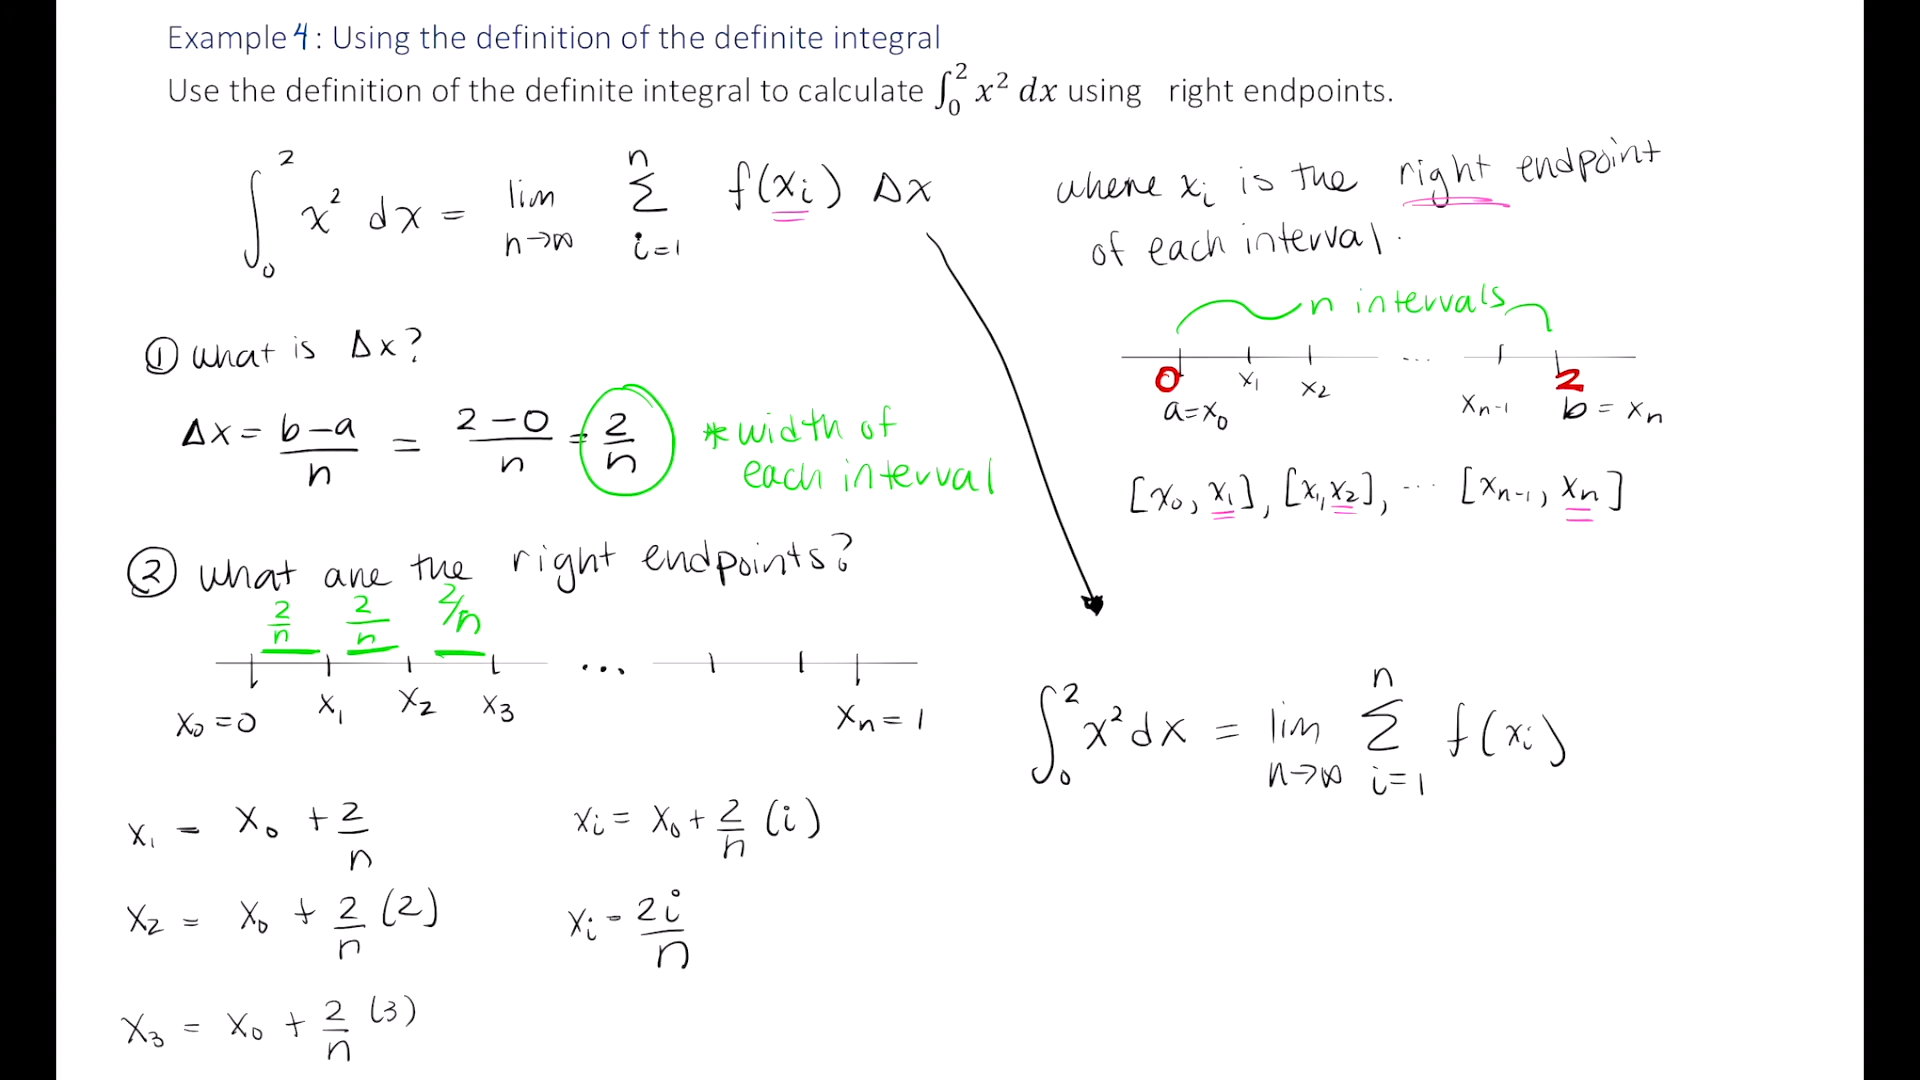 Example 4: Using the definition of the definite integral
Use the definition of the definite integral to calculate ∫₀² x² dx using right endpoints.
∫₀² x² dx = lim n→∞ Σ i=1 n f(xᵢ) Δx
where xᵢ is the right endpoint
of each interval.
n intervals
0 x₁ x₂ ... xₙ₋₁ 2
a=x₀ b = xₙ
[x₀, x₁], [x₁, x₂], ... [xₙ₋₁, xₙ]
① what is Δx?
Δx = b-a/n = 2-0/n = 2/n
* width of
each interval
② what are the right endpoints?
2/n 2/n 2/n
...
x₀ = 0 x₁ x₂ x₃ xₙ = 1
x₁ = x₀ + 2/n
x₂ = x₀ + 2/n (2)
x₃ = x₀ + 2/n (3)
xᵢ = x₀ + 2/n (i)
xᵢ = 2i/n
∫₀² x² dx = lim n→∞ Σ i=1 n f(xᵢ)